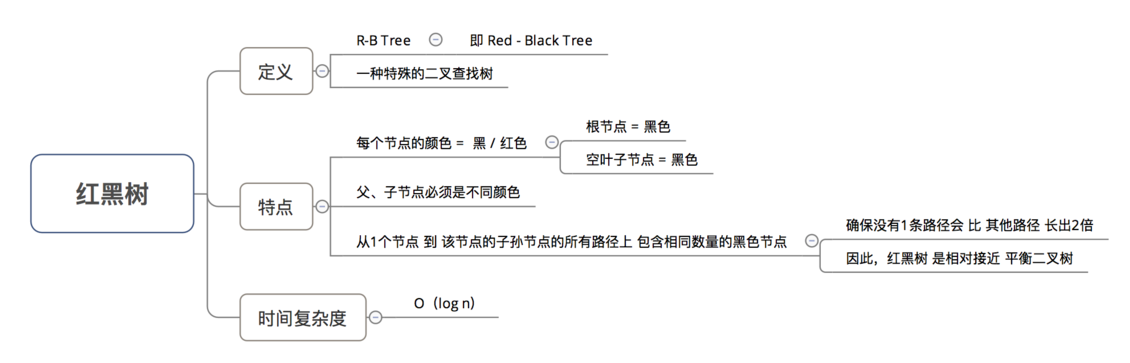 红黑树
定义
R-B Tree
即 Red - Black Tree
一种特殊的二叉查找树
特点
每个节点的颜色 = 黑 / 红色
根节点 = 黑色
空叶子节点 = 黑色
父、子节点必须是不同颜色
从1个节点 到 该节点的子孙节点的所有路径上 包含相同数量的黑色节点
确保没有1条路径会 比 其他路径 长出2倍
因此，红黑树 是相对接近 平衡二叉树
时间复杂度
O（log n）